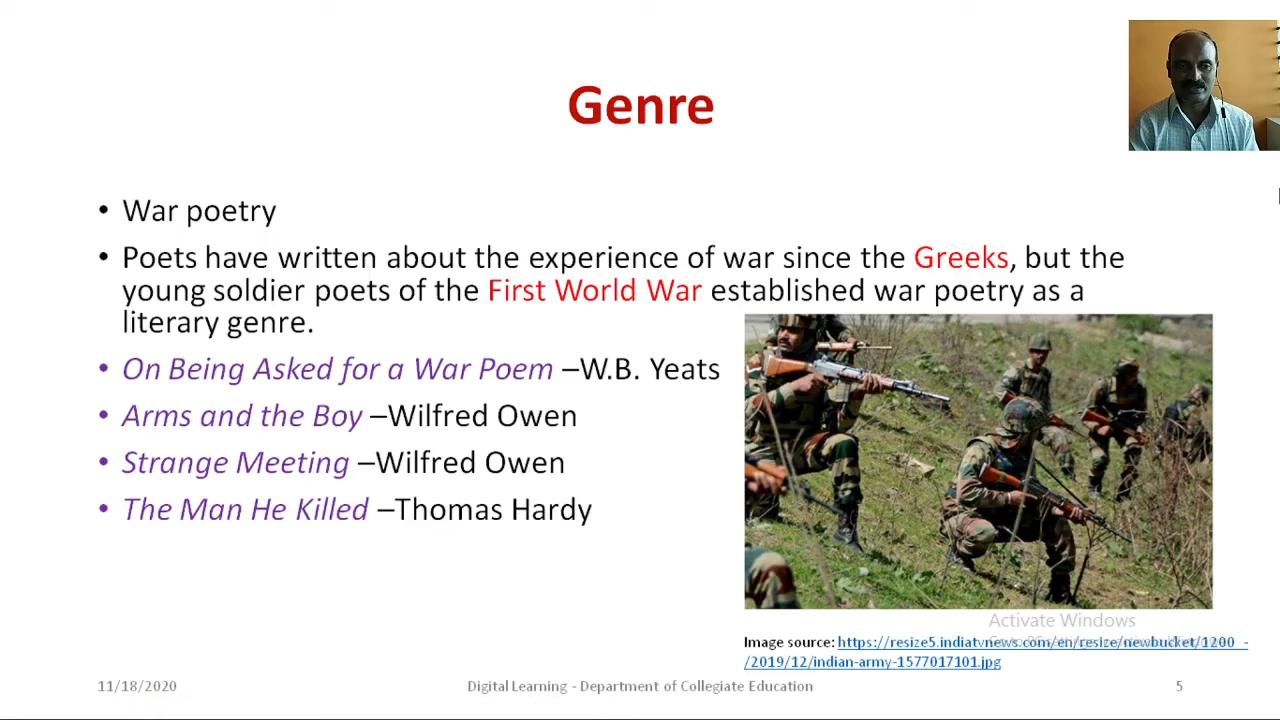 Genre
• War poetry
• Poets have written about the experience of war since the Greeks, but the
young soldier poets of the First World War established war poetry as a
literary genre.
• On Being Asked for a War Poem –W.B. Yeats
• Arms and the Boy –Wilfred Owen
• Strange Meeting –Wilfred Owen
• The Man He Killed –Thomas Hardy
Activate Windows
Image source: https://resize5.indiatvnews.com/en/resize/newbucket/1200_-
/2019/12/indian-army-1577017101.jpg
11/18/2020 Digital Learning - Department of Collegiate Education 5